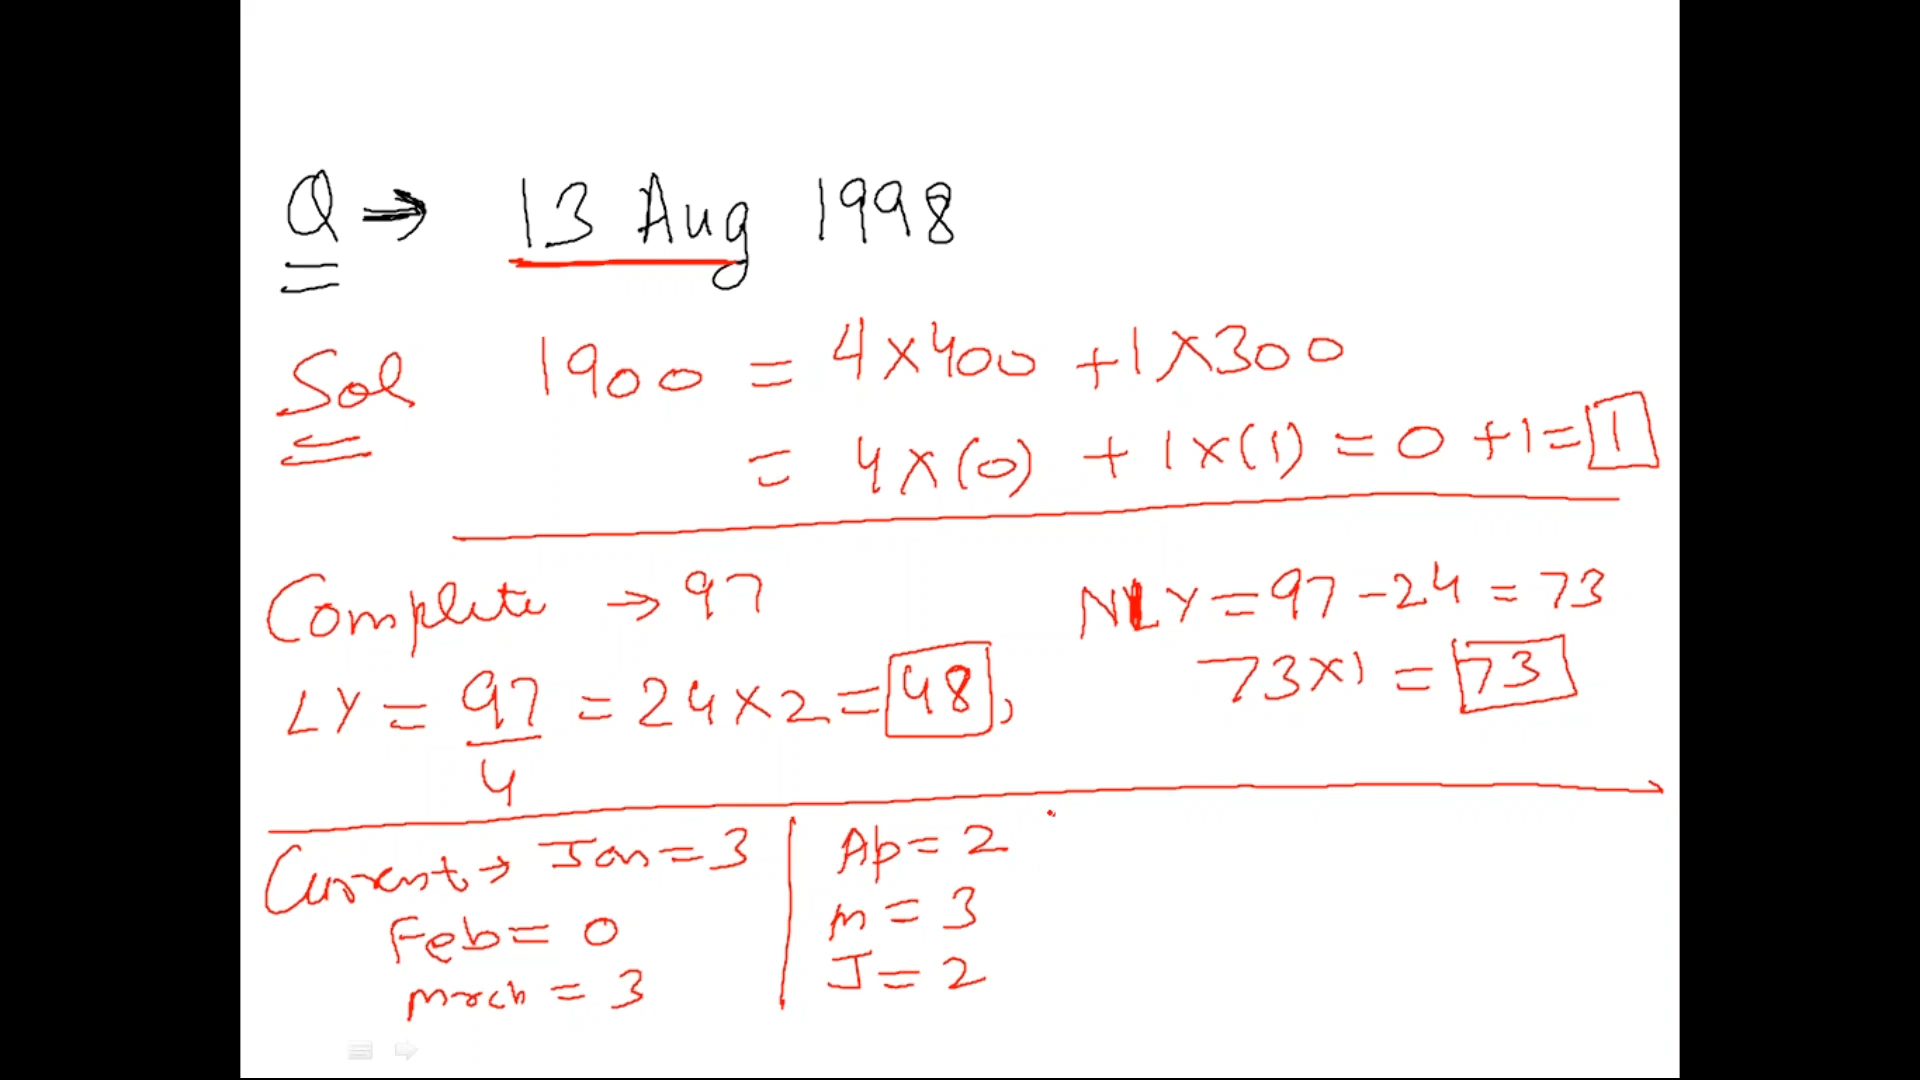 Q → 13 Aug 1998
Sol 1900 = 4×400 + 1×300
= 4×(0) + 1×(1) = 0+1= 1
Complete → 97
NLY = 97-24 = 73
LY = 97/4 = 24×2 = 48,
73×1 = 73
Current → Jan = 3
Feb = 0
March = 3
Ap = 2
m = 3
J = 2